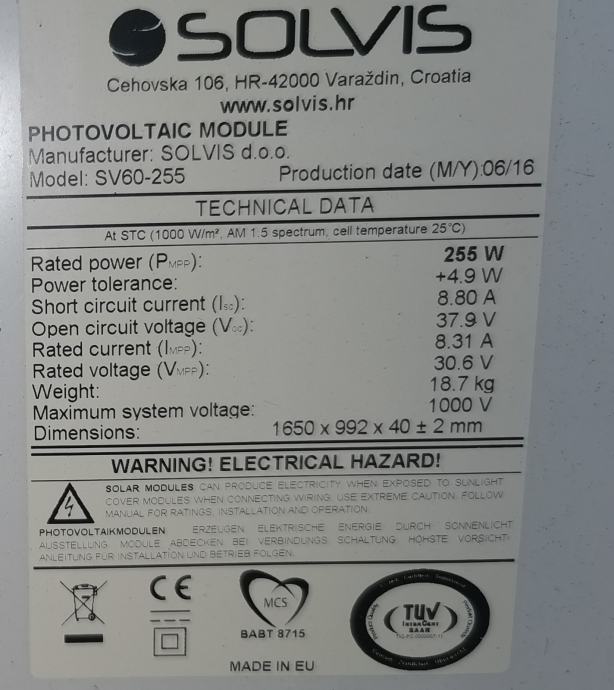 SOLVIS
Cehovska 106, HR-42000 Varaždin, Croatia
www.solvis.hr
PHOTOVOLTAIC MODULE
Manufacturer: SOLVIS d.o.o.
Model: SV60-255 Production date (M/Y):06/16
TECHNICAL DATA
At STC (1000 W/m², AM 1.5 spectrum, cell temperature 25°C)
Rated power (PMPP): 255 W
Power tolerance: +4.9 W
Short circuit current (Isc): 8.80 A
Open circuit voltage (Voc): 37.9 V
Rated current (IMPP): 8.31 A
Rated voltage (VMPP): 30.6 V
Weight: 18.7 kg
Maximum system voltage: 1000 V
Dimensions: 1650 x 992 x 40 ± 2 mm
WARNING! ELECTRICAL HAZARD!
SOLAR MODULES CAN PRODUCE ELECTRICITY WHEN EXPOSED TO SUNLIGHT
COVER MODULES WHEN CONNECTING WIRING. USE EXTREME CAUTION. FOLLOW
MANUAL FOR RATINGS, INSTALLATION AND OPERATION.
PHOTOVOLTAIKMODULEN ERZEUGEN ELEKTRISCHE ENERGIE DURCH SONNENLICHT
AUSSTELLUNG. MODULE ABDECKEN BEI VERBINDUNGS SCHALTUNG. HÖHSTE VORSICHT!
ANLEITUNG FÜR INSTALLATION UND BETRIEB FOLGEN.
CE
MCS
BABT 8715
TÜV
InterCert
SAAR
MADE IN EU